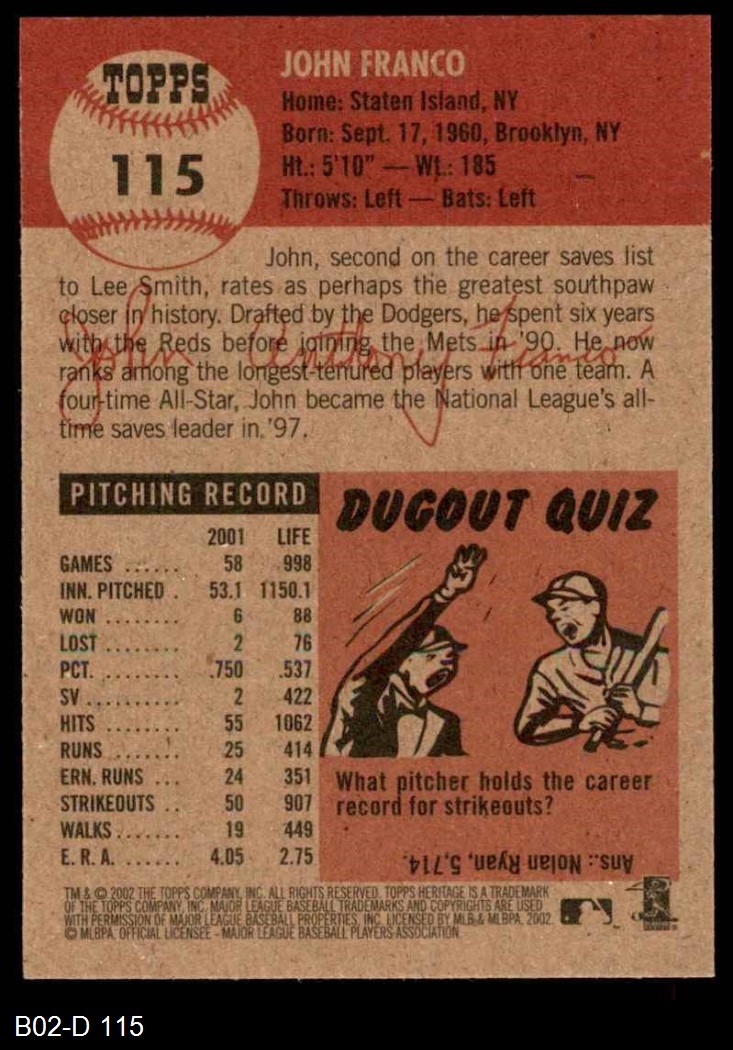 TOPPS
115
JOHN FRANCO
Home: Staten Island, NY
Born: Sept. 17, 1960, Brooklyn, NY
Ht.: 5'10" — Wt.: 185
Throws: Left — Bats: Left
John, second on the career saves list
to Lee Smith, rates as perhaps the greatest southpaw
closer in history. Drafted by the Dodgers, he spent six years
with the Reds before joining the Mets in '90. He now
ranks among the longest-tenured players with one team. A
four-time All-Star, John became the National League's all-
time saves leader in '97.
John Anthony Franco
PITCHING RECORD
2001 LIFE
GAMES ...... 58 998
INN. PITCHED . 53.1 1150.1
WON ........ 6 88
LOST ........ 2 76
PCT. ........ .750 .537
SV .......... 2 422
HITS ........ 55 1062
RUNS ....... 25 414
ERN. RUNS ... 24 351
STRIKEOUTS .. 50 907
WALKS ....... 19 449
E. R. A. ...... 4.05 2.75
DUGOUT QUIZ
What pitcher holds the career
record for strikeouts?
Ans.: Nolan Ryan, 5,714.
TM & © 2002 THE TOPPS COMPANY, INC. ALL RIGHTS RESERVED. TOPPS HERITAGE IS A TRADEMARK
OF THE TOPPS COMPANY, INC. MAJOR LEAGUE BASEBALL TRADEMARKS AND COPYRIGHTS ARE USED
WITH PERMISSION OF MAJOR LEAGUE BASEBALL PROPERTIES, INC. LICENSED BY MLB & MLBPA, 2002.
© MLBPA. OFFICIAL LICENSEE - MAJOR LEAGUE BASEBALL PLAYERS ASSOCIATION.
B02-D 115